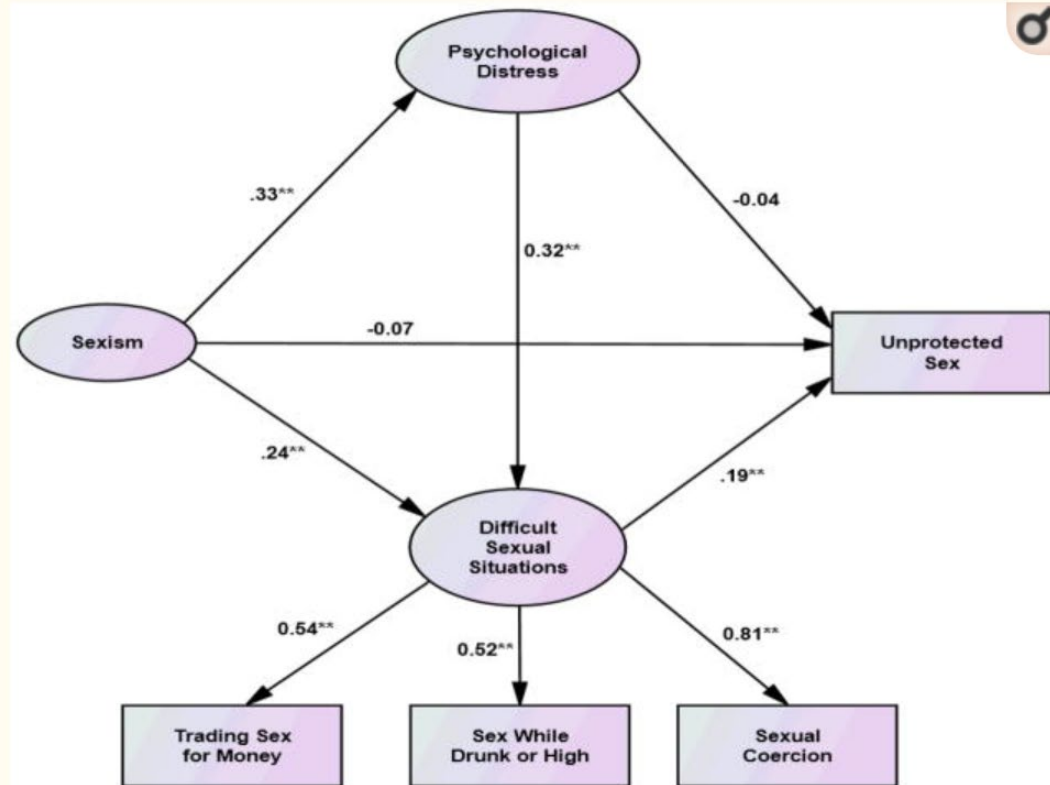 Psychological
Distress
.33**
-0.04
0.32**
-0.07
Sexism
Unprotected
Sex
.24**
.19**
Difficult
Sexual
Situations
0.54**
0.52**
0.81**
Trading Sex
for Money
Sex While
Drunk or High
Sexual
Coercion